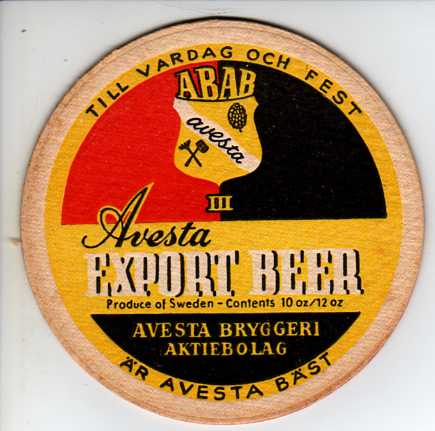 TILL VARDAG OCH FEST
ABAB
avesta
III
Avesta
EXPORT BEER
Produce of Sweden - Contents 10 oz/12 oz
AVESTA BRYGGERI
AKTIEBOLAG
ÄR AVESTA BÄST